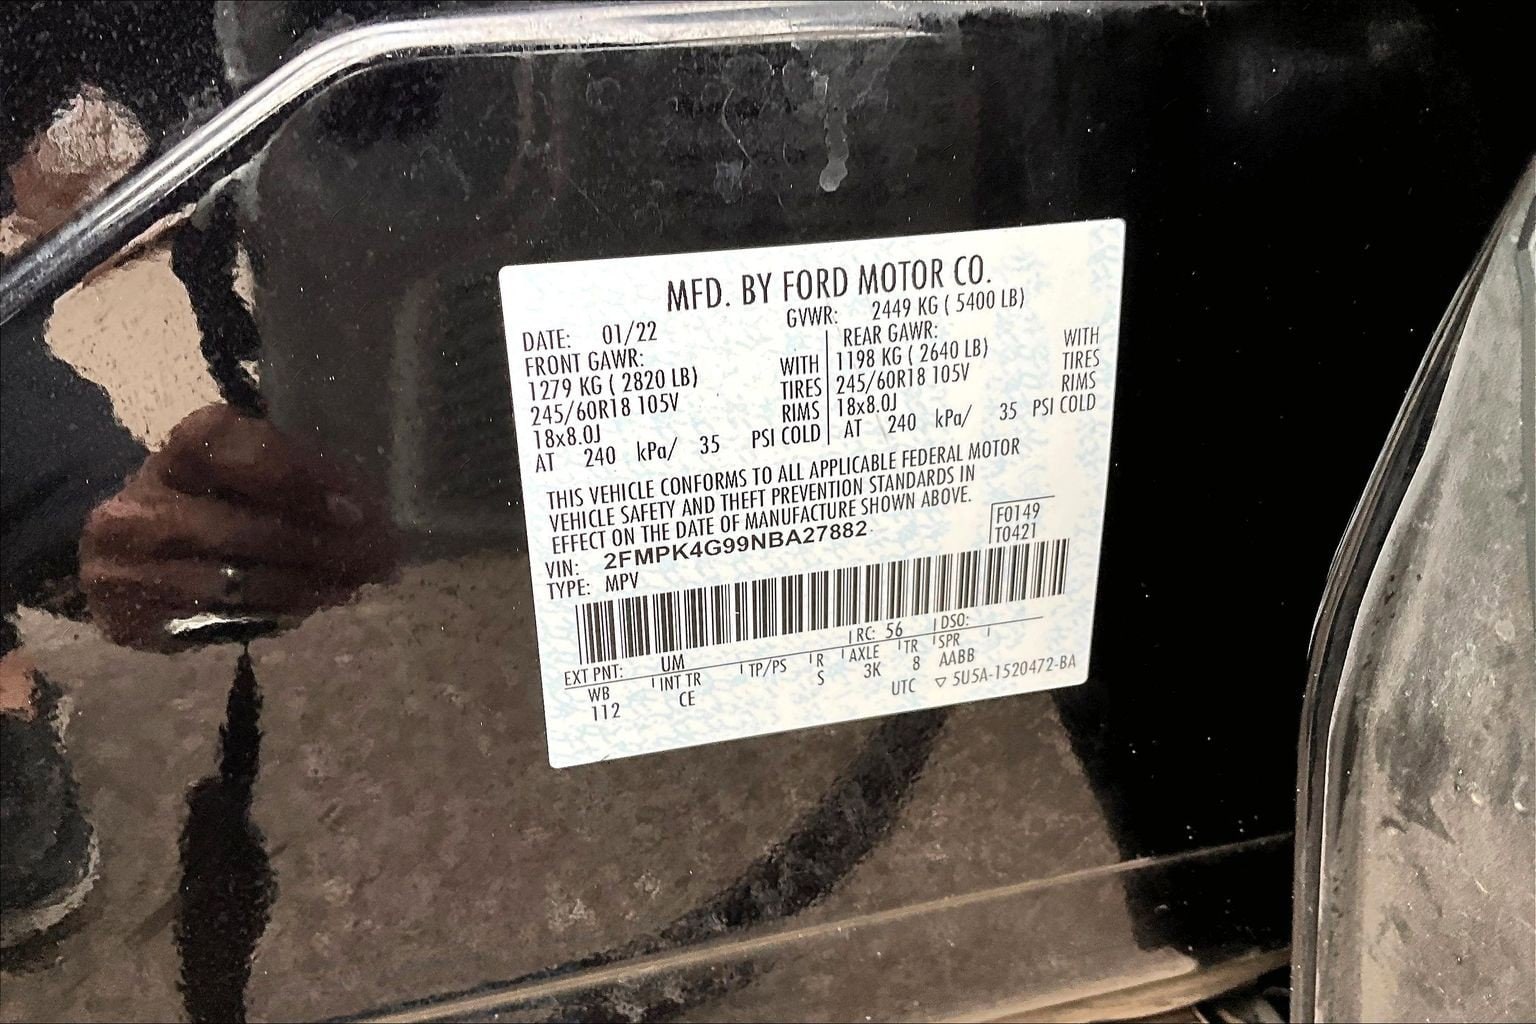 MFD. BY FORD MOTOR CO.
DATE: 01/22 GVWR: 2449 KG ( 5400 LB)
FRONT GAWR: REAR GAWR:
1279 KG ( 2820 LB) WITH 1198 KG ( 2640 LB) WITH
245/60R18 105V TIRES 245/60R18 105V TIRES
18x8.0J RIMS 18x8.0J RIMS
AT 240 kPa/ 35 PSI COLD AT 240 kPa/ 35 PSI COLD
THIS VEHICLE CONFORMS TO ALL APPLICABLE FEDERAL MOTOR
VEHICLE SAFETY AND THEFT PREVENTION STANDARDS IN
EFFECT ON THE DATE OF MANUFACTURE SHOWN ABOVE.
VIN: 2FMPK4G99NBA27882 F0149
TYPE: MPV T0421
EXT PNT: UM RC: 56 DSO:
WB INT TR TP/PS R AXLE TR SPR
112 CE S 3K 8 AABB
UTC ▽ 5U5A-1520472-BA